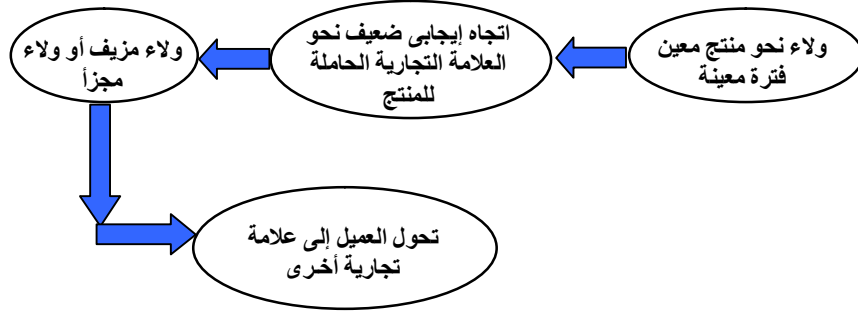 ولاء نحو منتج معين
فترة معينة
اتجاه إيجابى ضعيف نحو
العلامة التجارية الحاملة
للمنتج
ولاء مزيف أو ولاء
مجزأ
تحول العميل إلى علامة
تجارية أخرى